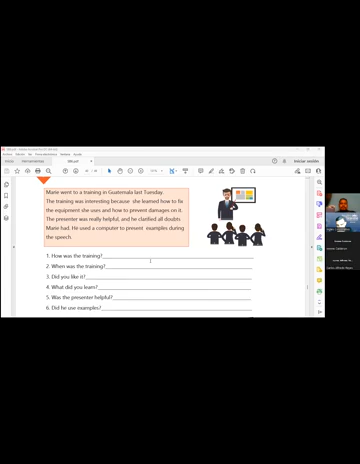 Inicio
Herramientas
Iniciar sesión
Marie went to a training in Guatemala last Tuesday.
The training was interesting because she learned how to fix
the equipment she uses and how to prevent damages on it.
The presenter was really helpful, and he clarified all doubts
Marie had. He used a computer to present examples during
the speech.
1. How was the training?
2. When was the training?
3. Did you like it?
4. What did you learn?
5. Was the presenter helpful?
6. Did he use examples?